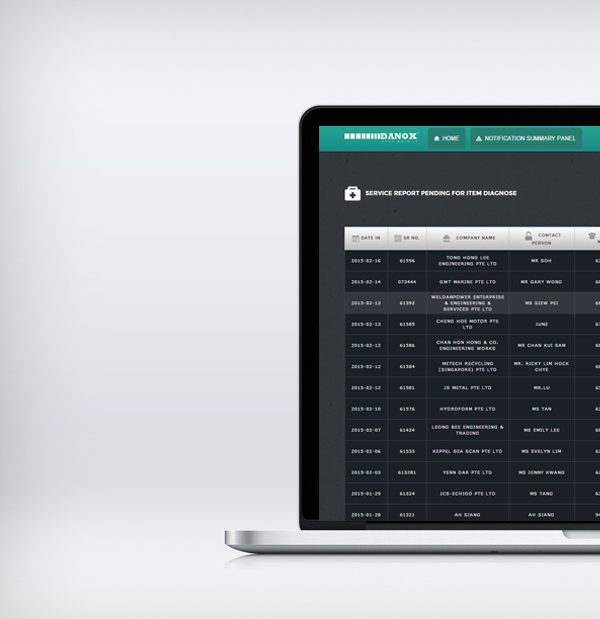 DANOX
HOME
NOTIFICATION SUMMARY PANEL
SERVICE REPORT PENDING FOR ITEM DIAGNOSE
DATE IN
SR NO.
COMPANY NAME
CONTACT
PERSON
2015-02-16 61596 TONG HONG LEE
ENGINEERING PTE LTD MR SOH
2015-02-14 073444 GWT MARINE PTE LTD MR GARY WONG
2015-02-13 61592 WELDANPOWER ENTERPRISE
& ENGINEERING &
SERVICES PTE LTD MS SIEW PEI
2015-02-13 61589 CHENG HOE MOTOR PTE
LTD JUNE
2015-02-12 61586 CHAN HON HONG & CO.
ENGINEERING WORKS MR CHAN KUI SAM
2015-02-12 61584 METECH RECYCLING
(SINGAPORE) PTE LTD MR. RICKY LIM HOCK
CHYE
2015-02-12 61581 JS METAL PTE LTD MR.LU
2015-02-10 61576 HYDROFORM PTE LTD MS TAN
2015-02-07 61424 LEONG BEE ENGINEERING &
TRADING MS EMILY LEE
2015-02-06 61533 KEPPEL SEA SCAN PTE LTD MS EVELYN LIM
2015-02-03 613281 YENN DAR PTE LTD MS JENNY KWANG
2015-01-29 61324 JCS-ECHIGO PTE LTD MS TANG
2015-01-28 61321 AH SIANG AH SIANG